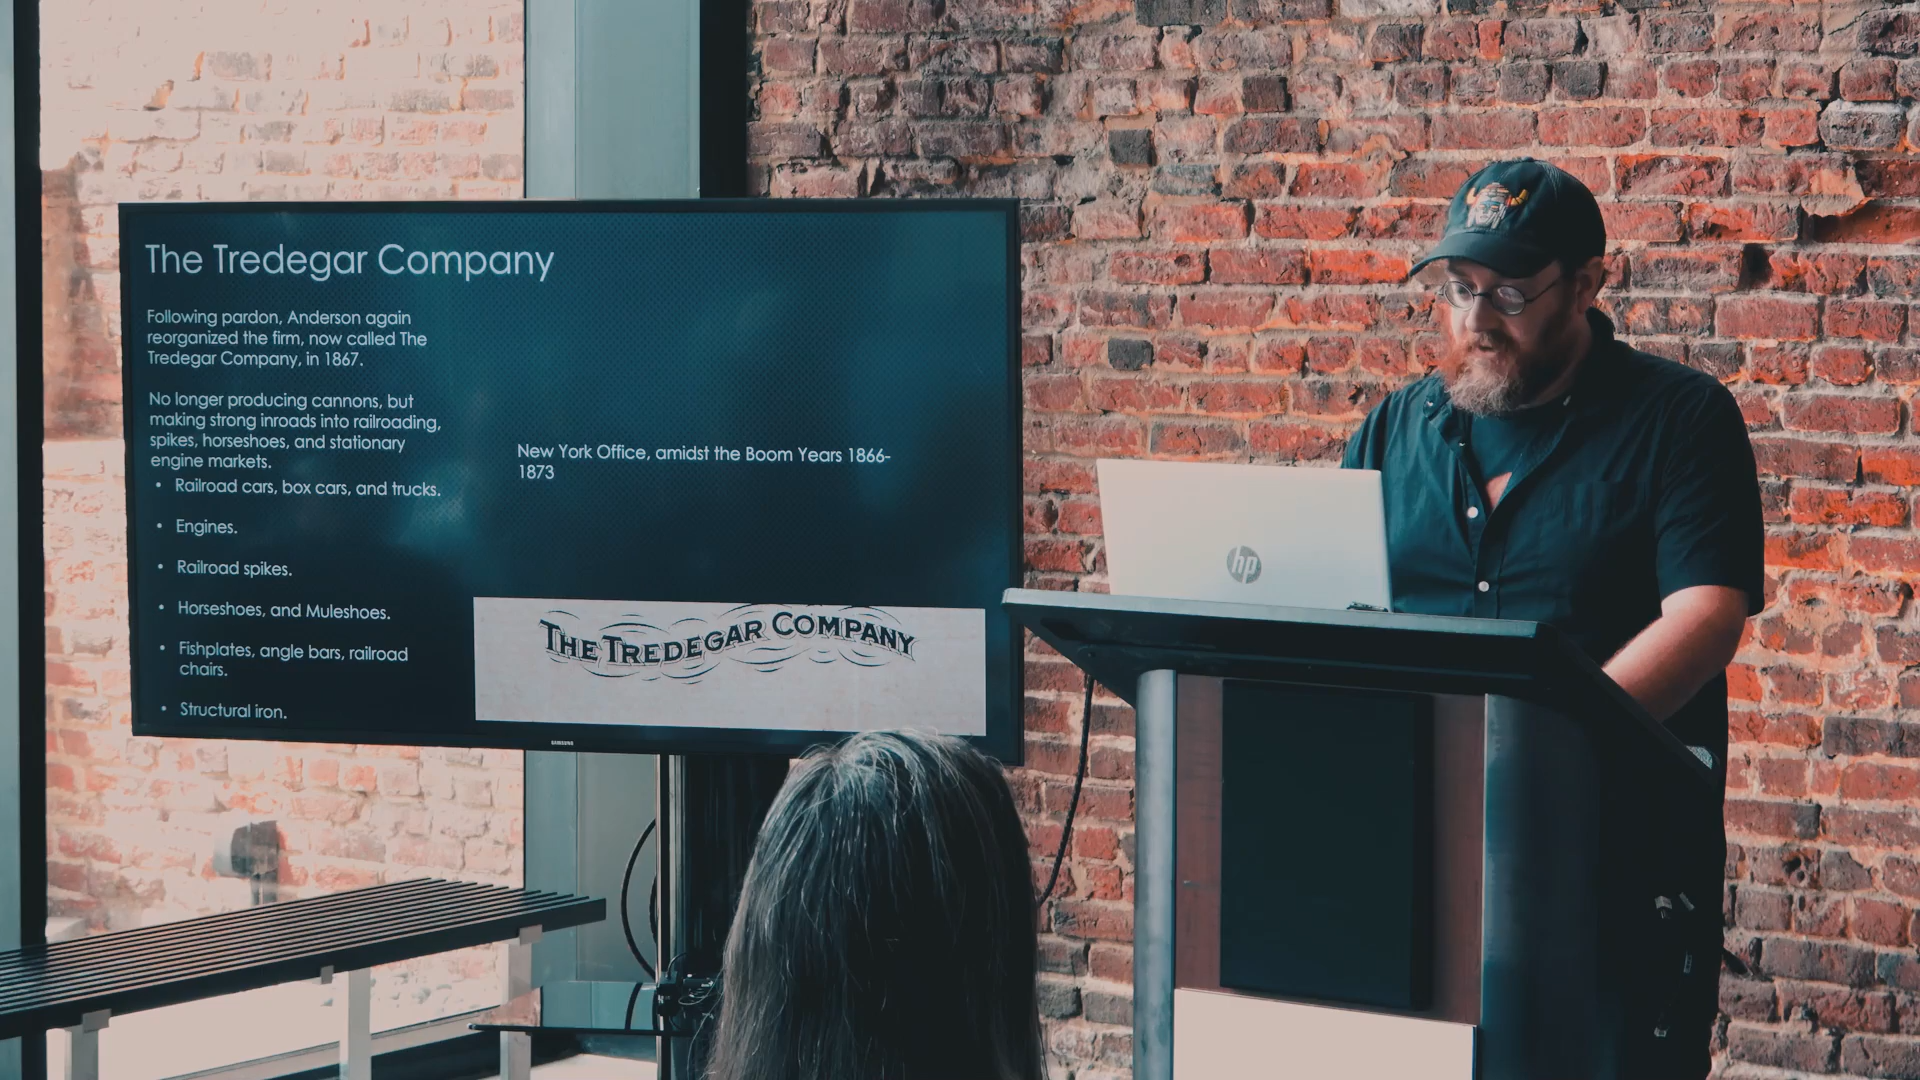 The Tredegar Company
Following pardon, Anderson again
reorganized the firm, now called The
Tredegar Company, in 1867.
No longer producing cannons, but
making strong inroads into railroading,
spikes, horseshoes, and stationary
engine markets.
• Railroad cars, box cars, and trucks.
• Engines.
• Railroad spikes.
• Horseshoes, and Muleshoes.
• Fishplates, angle bars, railroad
chairs.
• Structural iron.
New York Office, amidst the Boom Years 1866-
1873
THE TREDEGAR COMPANY
SAMSUNG
hp